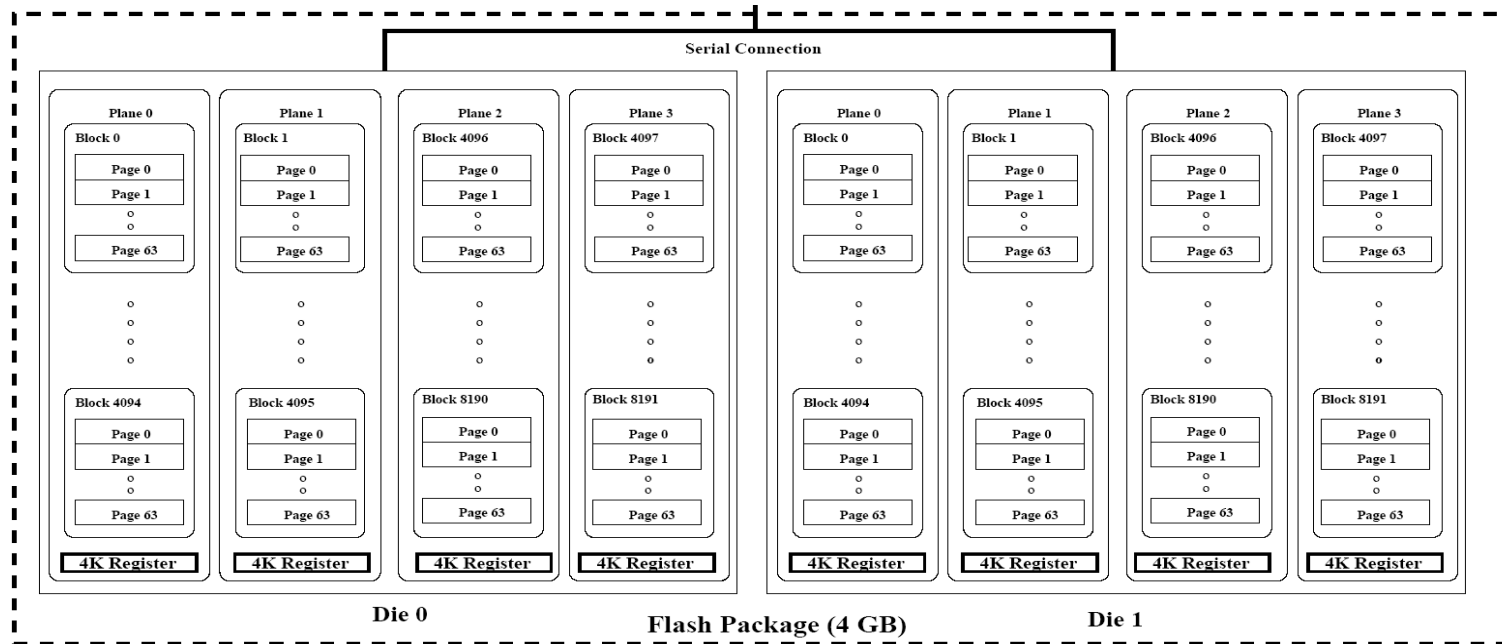 Serial Connection
Plane 0 Plane 1 Plane 2 Plane 3 Plane 0 Plane 1 Plane 2 Plane 3
Block 0 Block 1 Block 4096 Block 4097 Block 0 Block 1 Block 4096 Block 4097
Page 0 Page 0 Page 0 Page 0 Page 0 Page 0 Page 0 Page 0
Page 1 Page 1 Page 1 Page 1 Page 1 Page 1 Page 1 Page 1
Page 63 Page 63 Page 63 Page 63 Page 63 Page 63 Page 63 Page 63
Block 4094 Block 4095 Block 8190 Block 8191 Block 4094 Block 4095 Block 8190 Block 8191
Page 0 Page 0 Page 0 Page 0 Page 0 Page 0 Page 0 Page 0
Page 1 Page 1 Page 1 Page 1 Page 1 Page 1 Page 1 Page 1
Page 63 Page 63 Page 63 Page 63 Page 63 Page 63 Page 63 Page 63
4K Register 4K Register 4K Register 4K Register 4K Register 4K Register 4K Register 4K Register
Die 0 Flash Package (4 GB) Die 1